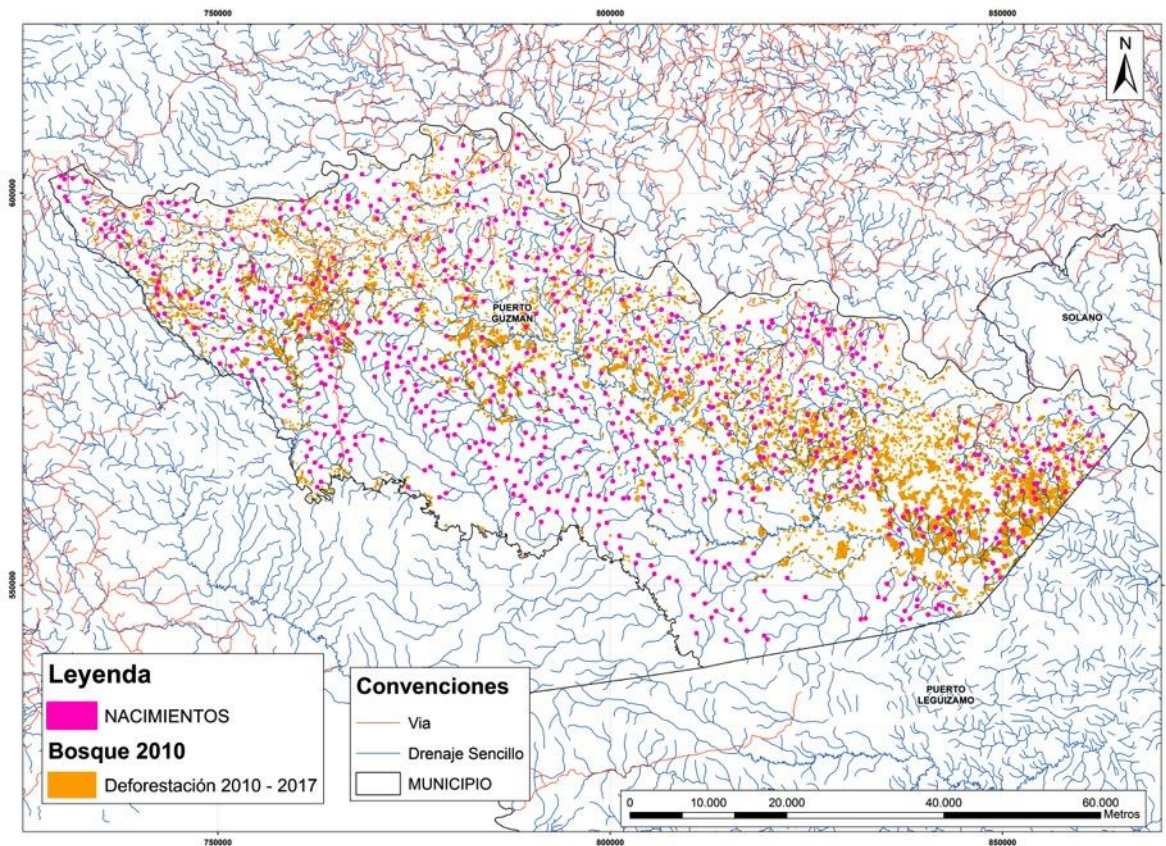 750000
800000
850000
N
600000
PUERTO
GUZMÁN
SOLANO
550000
PUERTO
LEGUIZAMO
Leyenda
NACIMIENTOS
Bosque 2010
Deforestación 2010 - 2017
Convenciones
Via
Drenaje Sencillo
MUNICIPIO
0 10.000 20.000 40.000 60.000
Metros
750000
800000
850000